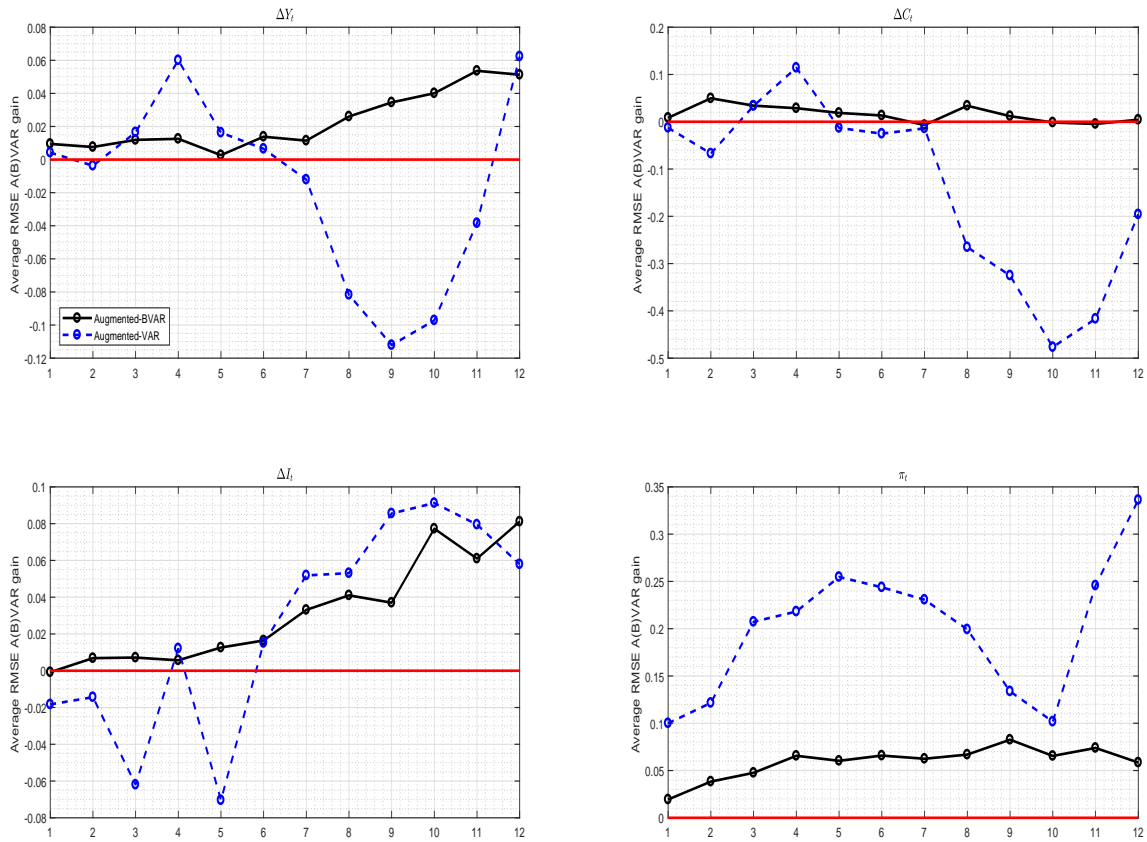 ΔY_t
Average RMSE A(B)VAR gain
0.08
0.06
0.04
0.02
0
-0.02
-0.04
-0.06
-0.08
-0.1
-0.12
Augmented-BVAR
Augmented-VAR
1 2 3 4 5 6 7 8 9 10 11 12
ΔC_t
Average RMSE A(B)VAR gain
0.2
0.1
0
-0.1
-0.2
-0.3
-0.4
-0.5
1 2 3 4 5 6 7 8 9 10 11 12
ΔI_t
Average RMSE A(B)VAR gain
0.1
0.08
0.06
0.04
0.02
0
-0.02
-0.04
-0.06
-0.08
1 2 3 4 5 6 7 8 9 10 11 12
π_t
Average RMSE A(B)VAR gain
0.35
0.3
0.25
0.2
0.15
0.1
0.05
0
1 2 3 4 5 6 7 8 9 10 11 12